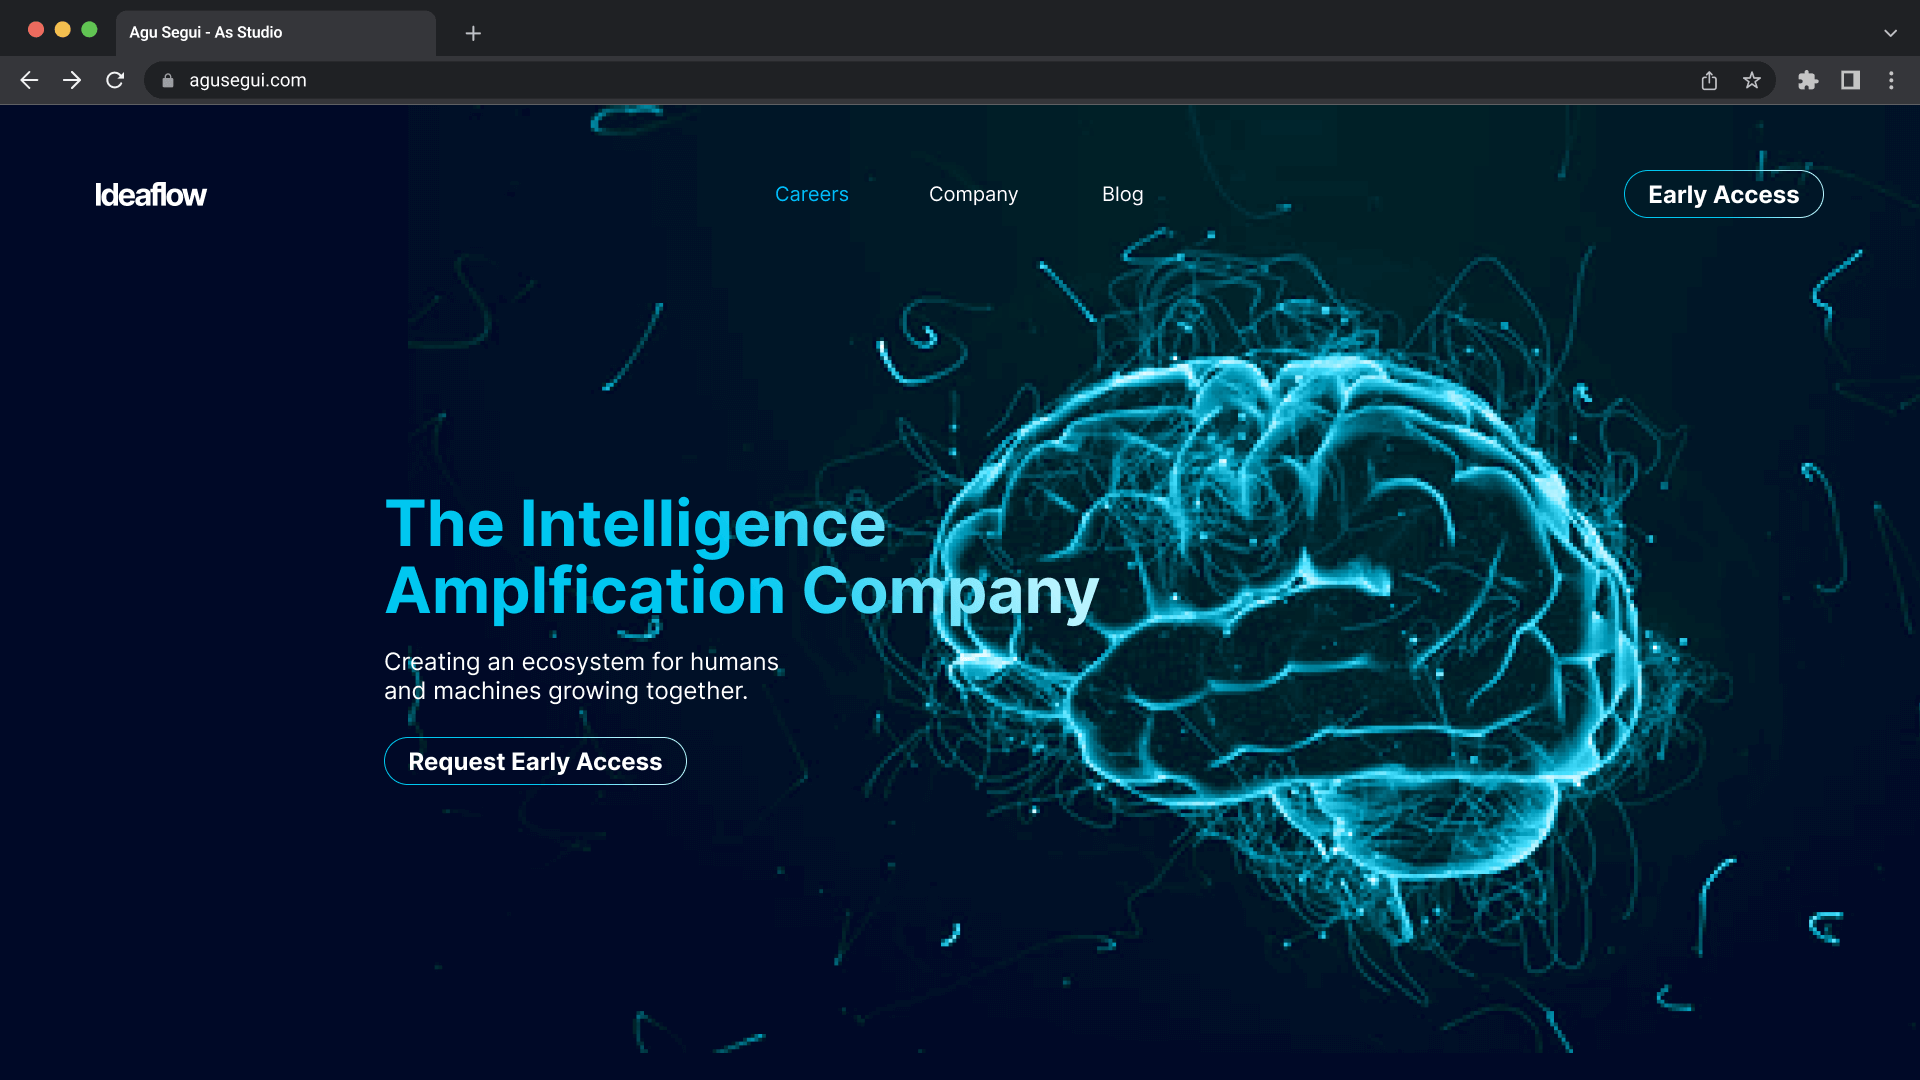 Agu Segui - As Studio
agusegui.com
Ideaflow
Careers
Company
Blog
Early Access
The Intelligence
Amplfication Company
Creating an ecosystem for humans
and machines growing together.
Request Early Access